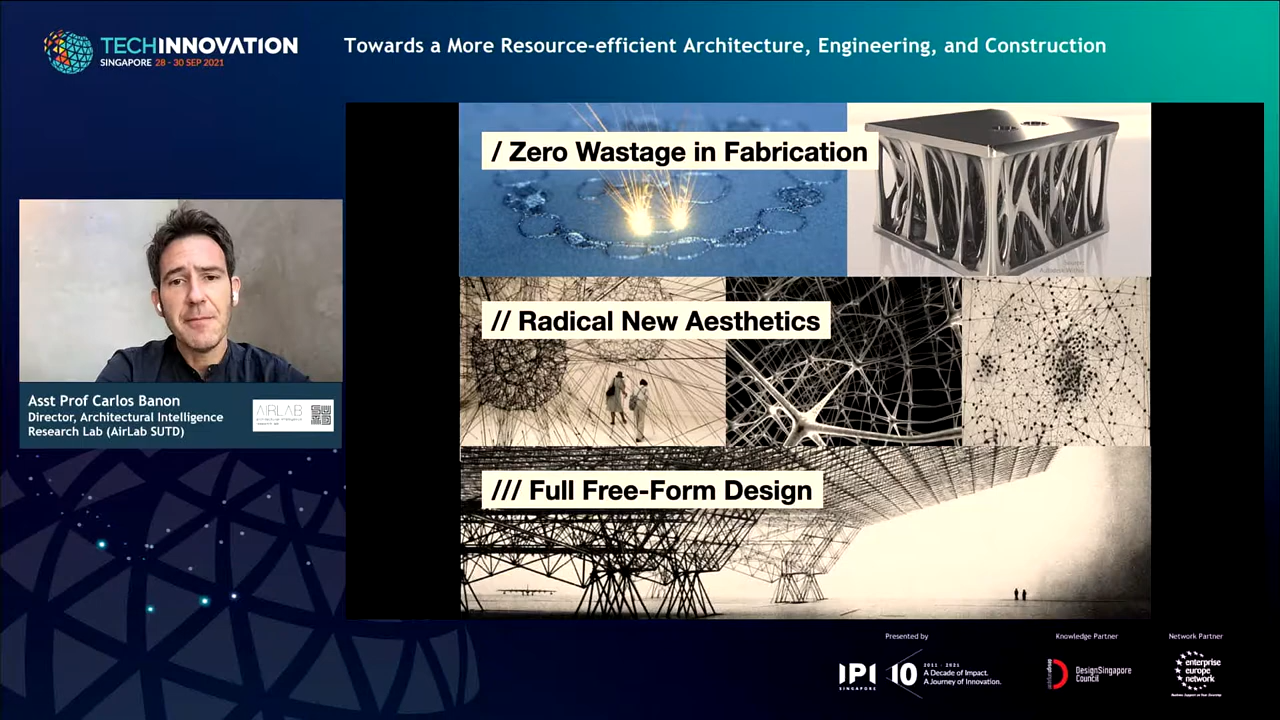 TECHINNOVATION
SINGAPORE 28 - 30 SEP 2021
Towards a More Resource-efficient Architecture, Engineering, and Construction
/ Zero Wastage in Fabrication
// Radical New Aesthetics
/// Full Free-Form Design
Asst Prof Carlos Banon
Director, Architectural Intelligence
Research Lab (AirLab SUTD)
AIRLAB
Presented by
IPI
SINGAPORE
10
2011 - 2021
A Decade of Impact.
A Journey of Innovation.
Knowledge Partner
DesignSingapore
Council
Network Partner
enterprise
europe
network